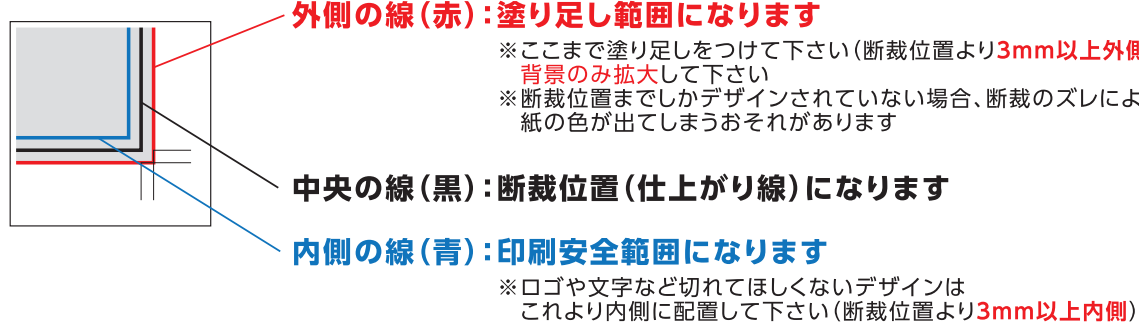 外側の線（赤）：塗り足し範囲になります
※ここまで塗り足しをつけて下さい（断裁位置より3mm以上外側
背景のみ拡大して下さい
※断裁位置までしかデザインされていない場合、断裁のズレによ
紙の色が出てしまうおそれがあります
中央の線（黒）：断裁位置（仕上がり線）になります
内側の線（青）：印刷安全範囲になります
※ロゴや文字など切れてほしくないデザインは
これより内側に配置して下さい（断裁位置より3mm以上内側）